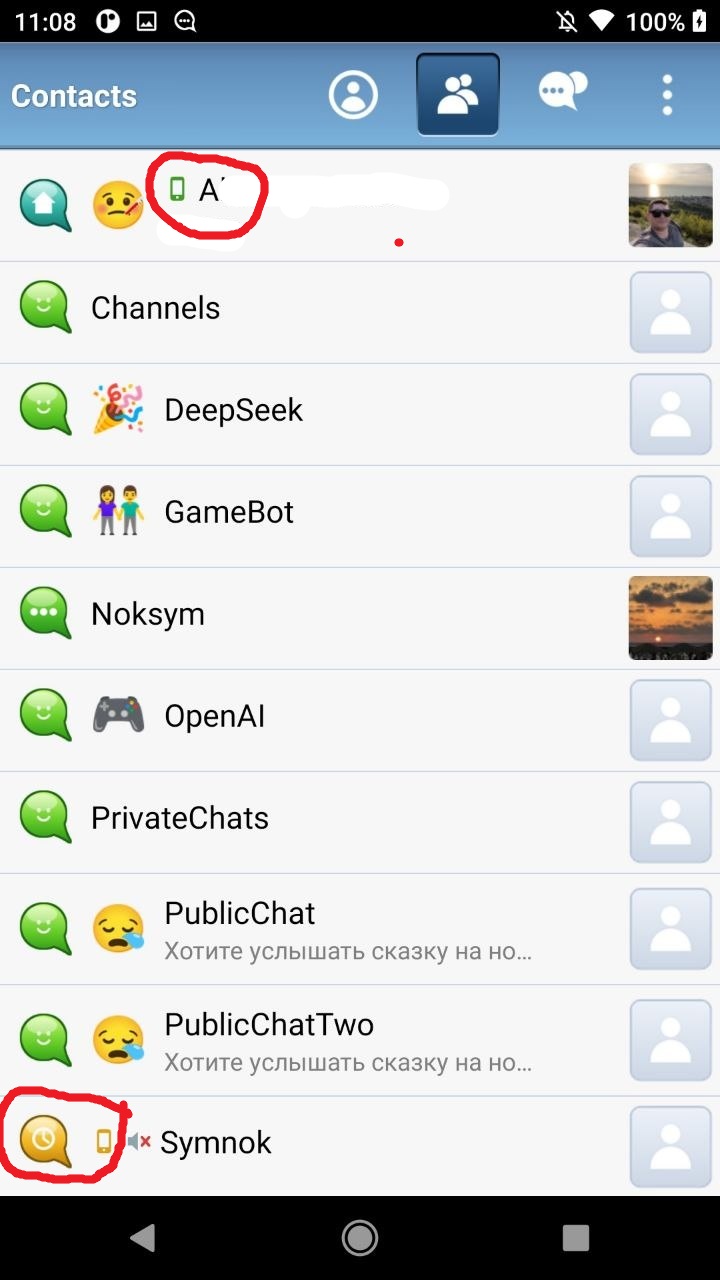 11:08
100%
Contacts
A
Channels
DeepSeek
GameBot
Noksym
OpenAI
PrivateChats
PublicChat
Хотите услышать сказку на но...
PublicChatTwo
Хотите услышать сказку на но...
Symnok